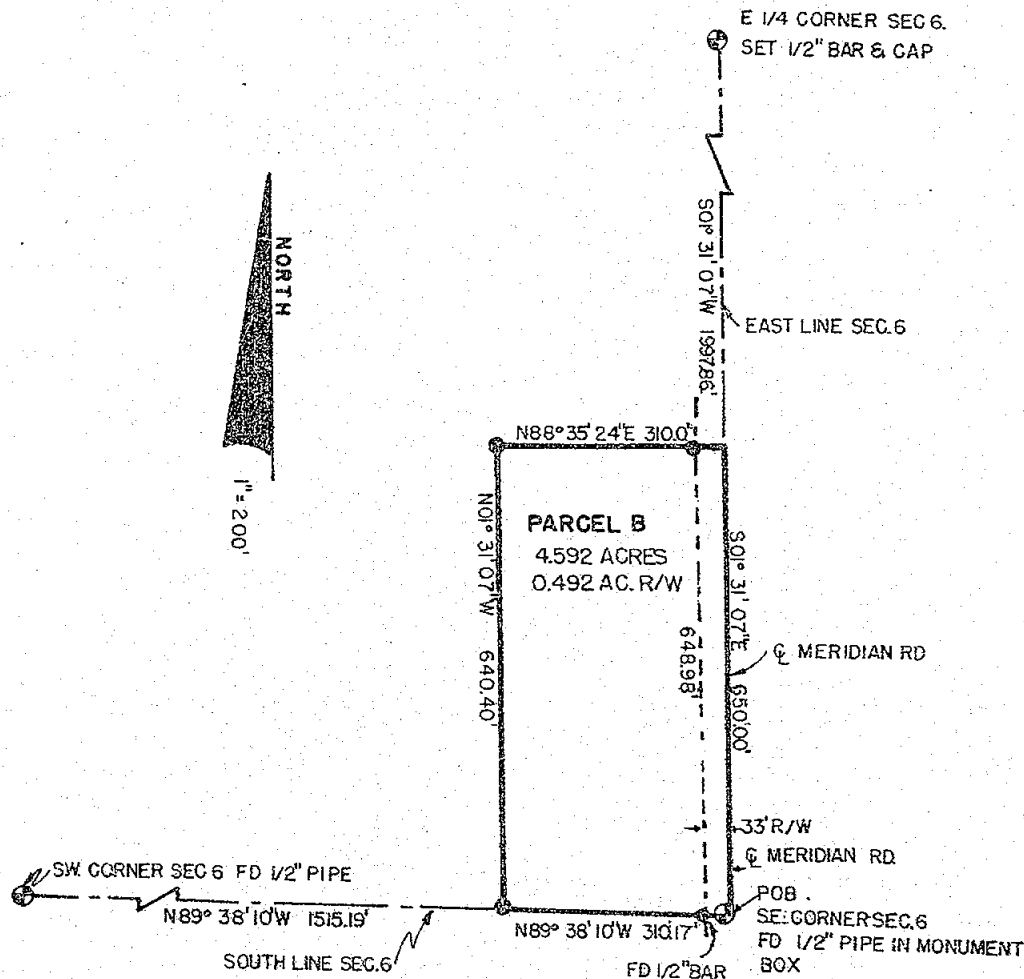 E 1/4 CORNER SEC 6.
SET 1/2" BAR & CAP
NORTH
1" = 200'
S01° 31' 07"W 1997.86'
EAST LINE SEC.6
N88° 35' 24"E 310.0'
PARCEL B
4.592 ACRES
0.492 AC. R/W
N01° 31' 07"W 640.40'
648.98'
S01° 31' 07"E 650.00'
℄ MERIDIAN RD
33' R/W
℄ MERIDIAN RD.
SW. CORNER SEC 6 FD 1/2" PIPE
N89° 38' 10"W 1515.19'
SOUTH LINE SEC.6
N89° 38' 10"W 310.17'
FD 1/2" BAR
POB.
SE. CORNER SEC.6
FD 1/2" PIPE IN MONUMENT
BOX